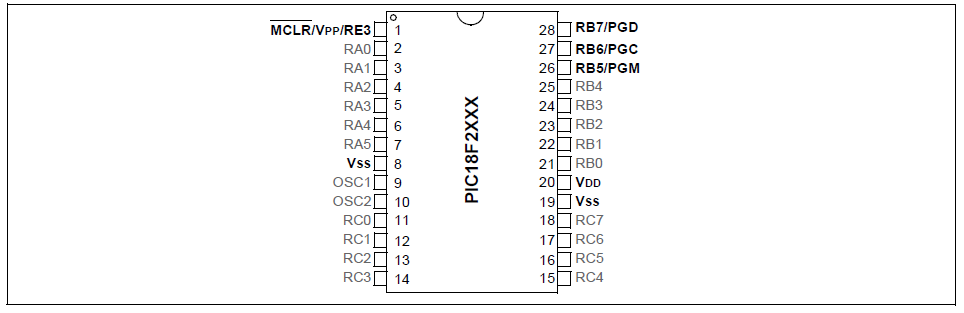 MCLR/VPP/RE3 1 28 RB7/PGD
RA0 2 27 RB6/PGC
RA1 3 26 RB5/PGM
RA2 4 25 RB4
RA3 5 24 RB3
RA4 6 23 RB2
RA5 7 22 RB1
Vss 8 21 RB0
OSC1 9 20 VDD
OSC2 10 19 Vss
RC0 11 18 RC7
RC1 12 17 RC6
RC2 13 16 RC5
RC3 14 15 RC4
PIC18F2XXX